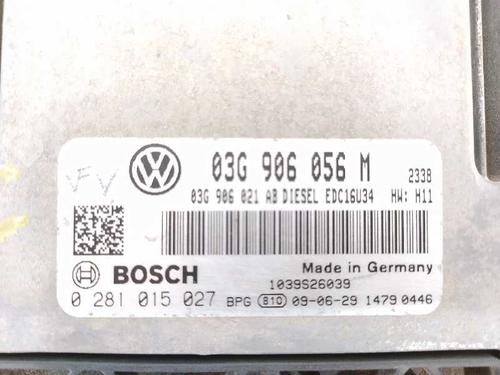 03G 906 056 M 2338
03G 906 021 AB DIESEL EDC16U34 HW: H11
BOSCH
Made in Germany
1039S26039
0 281 015 027 BPG 810 09-06-29 1479 0446